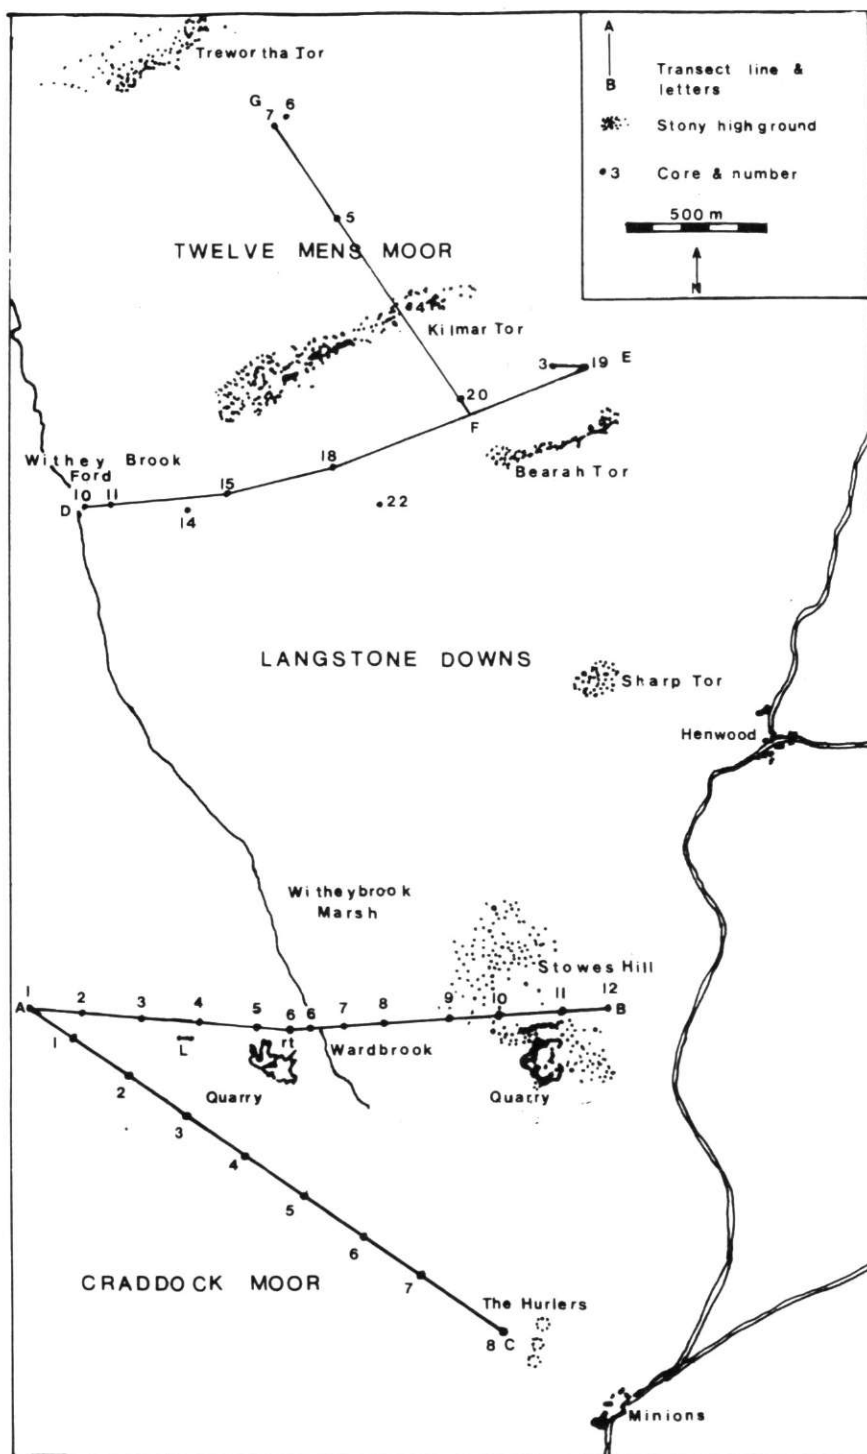 Trewortha Tor
G 7 6
5
TWELVE MENS MOOR
4
Kilmar Tor
3 19 E
20
F
Bearah Tor
18
Withey Brook
Ford
10 11
D
15
14
22
LANGSTONE DOWNS
Sharp Tor
Henwood
Witheybrook
Marsh
Stowes Hill
1 2 3 4 5 6 6 7 8 9 10 11 12
A B
rt
L
Wardbrook
Quarry
Quarry
1
2
3
4
5
6
7
8 C
CRADDOCK MOOR
The Hurlers
Minions
A
B
Transect line &
letters
Stony high ground
3 Core & number
500 m
N